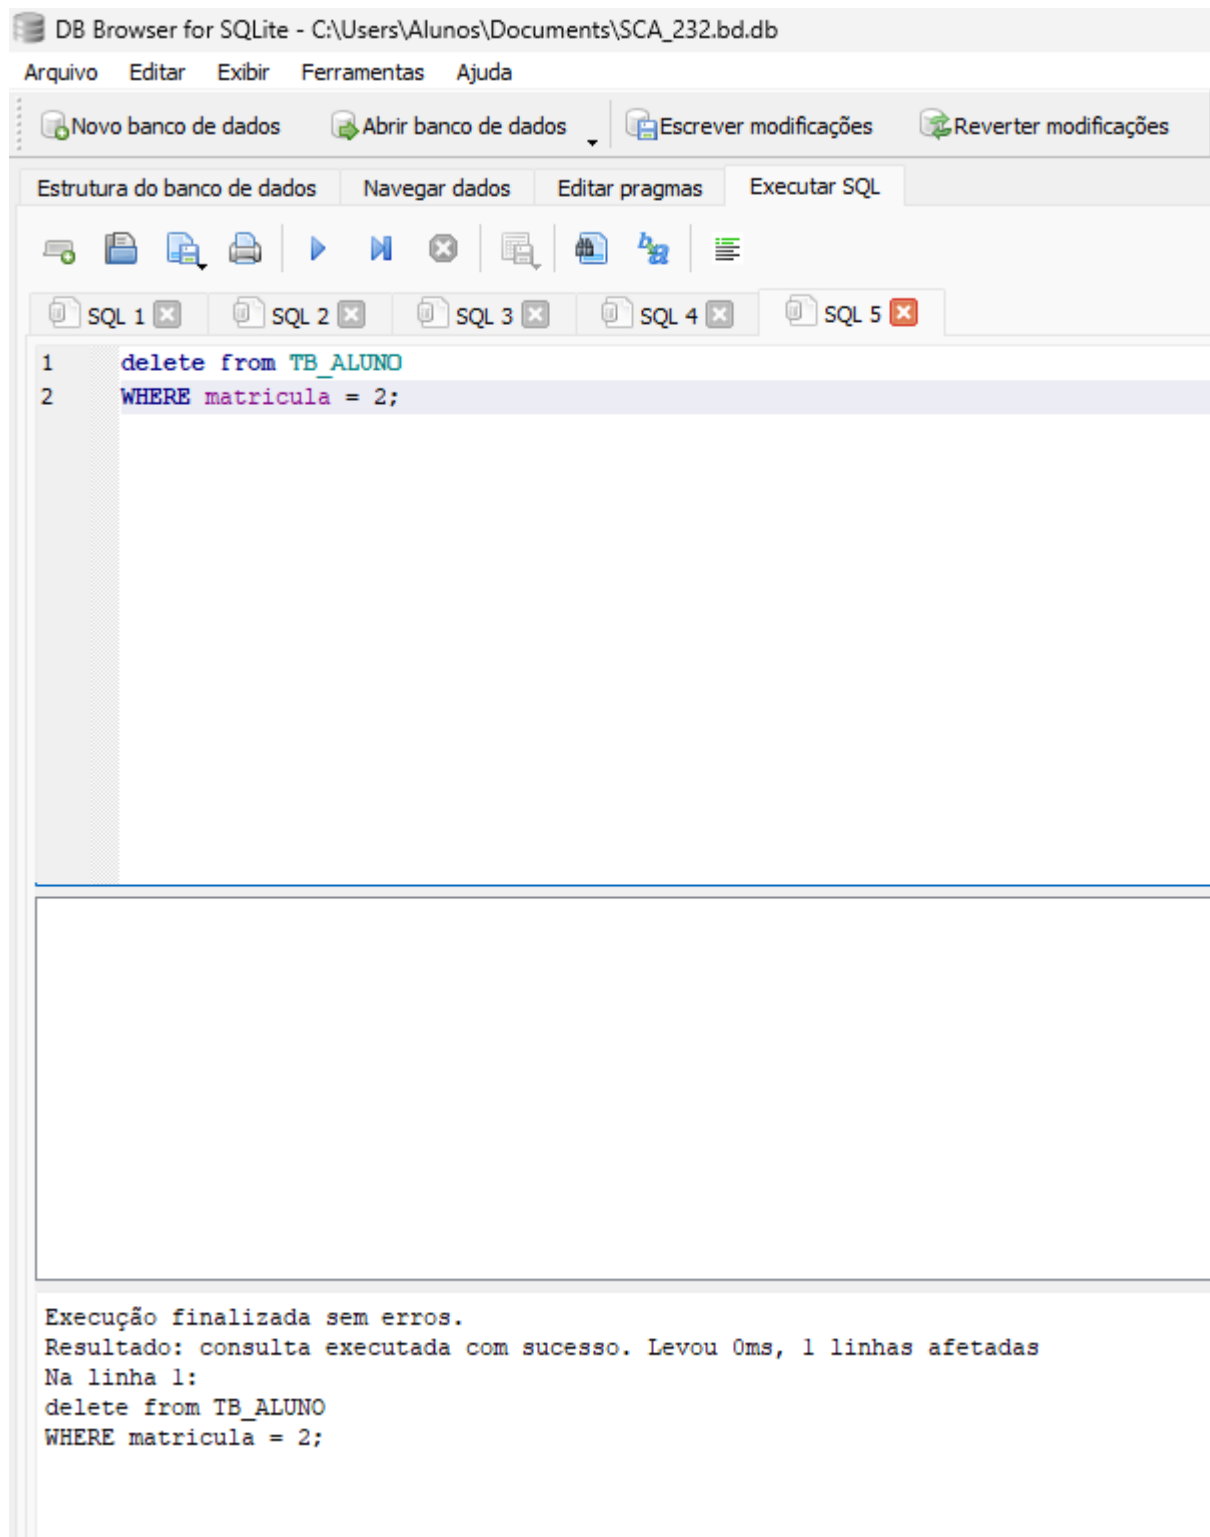 DB Browser for SQLite - C:\Users\Alunos\Documents\SCA_232.bd.db
Arquivo Editar Exibir Ferramentas Ajuda
Novo banco de dados Abrir banco de dados Escrever modificações Reverter modificações
Estrutura do banco de dados Navegar dados Editar pragmas Executar SQL
SQL 1 SQL 2 SQL 3 SQL 4 SQL 5
1 delete from TB_ALUNO
2 WHERE matricula = 2;
Execução finalizada sem erros.
Resultado: consulta executada com sucesso. Levou 0ms, 1 linhas afetadas
Na linha 1:
delete from TB_ALUNO
WHERE matricula = 2;